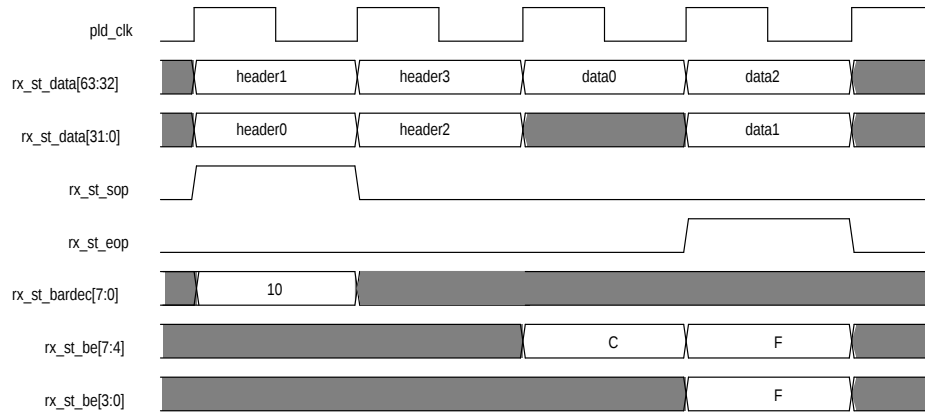 pld_clk
rx_st_data[63:32] header1 header3 data0 data2
rx_st_data[31:0] header0 header2 data1
rx_st_sop
rx_st_eop
rx_st_bardec[7:0] 10
rx_st_be[7:4] C F
rx_st_be[3:0] F